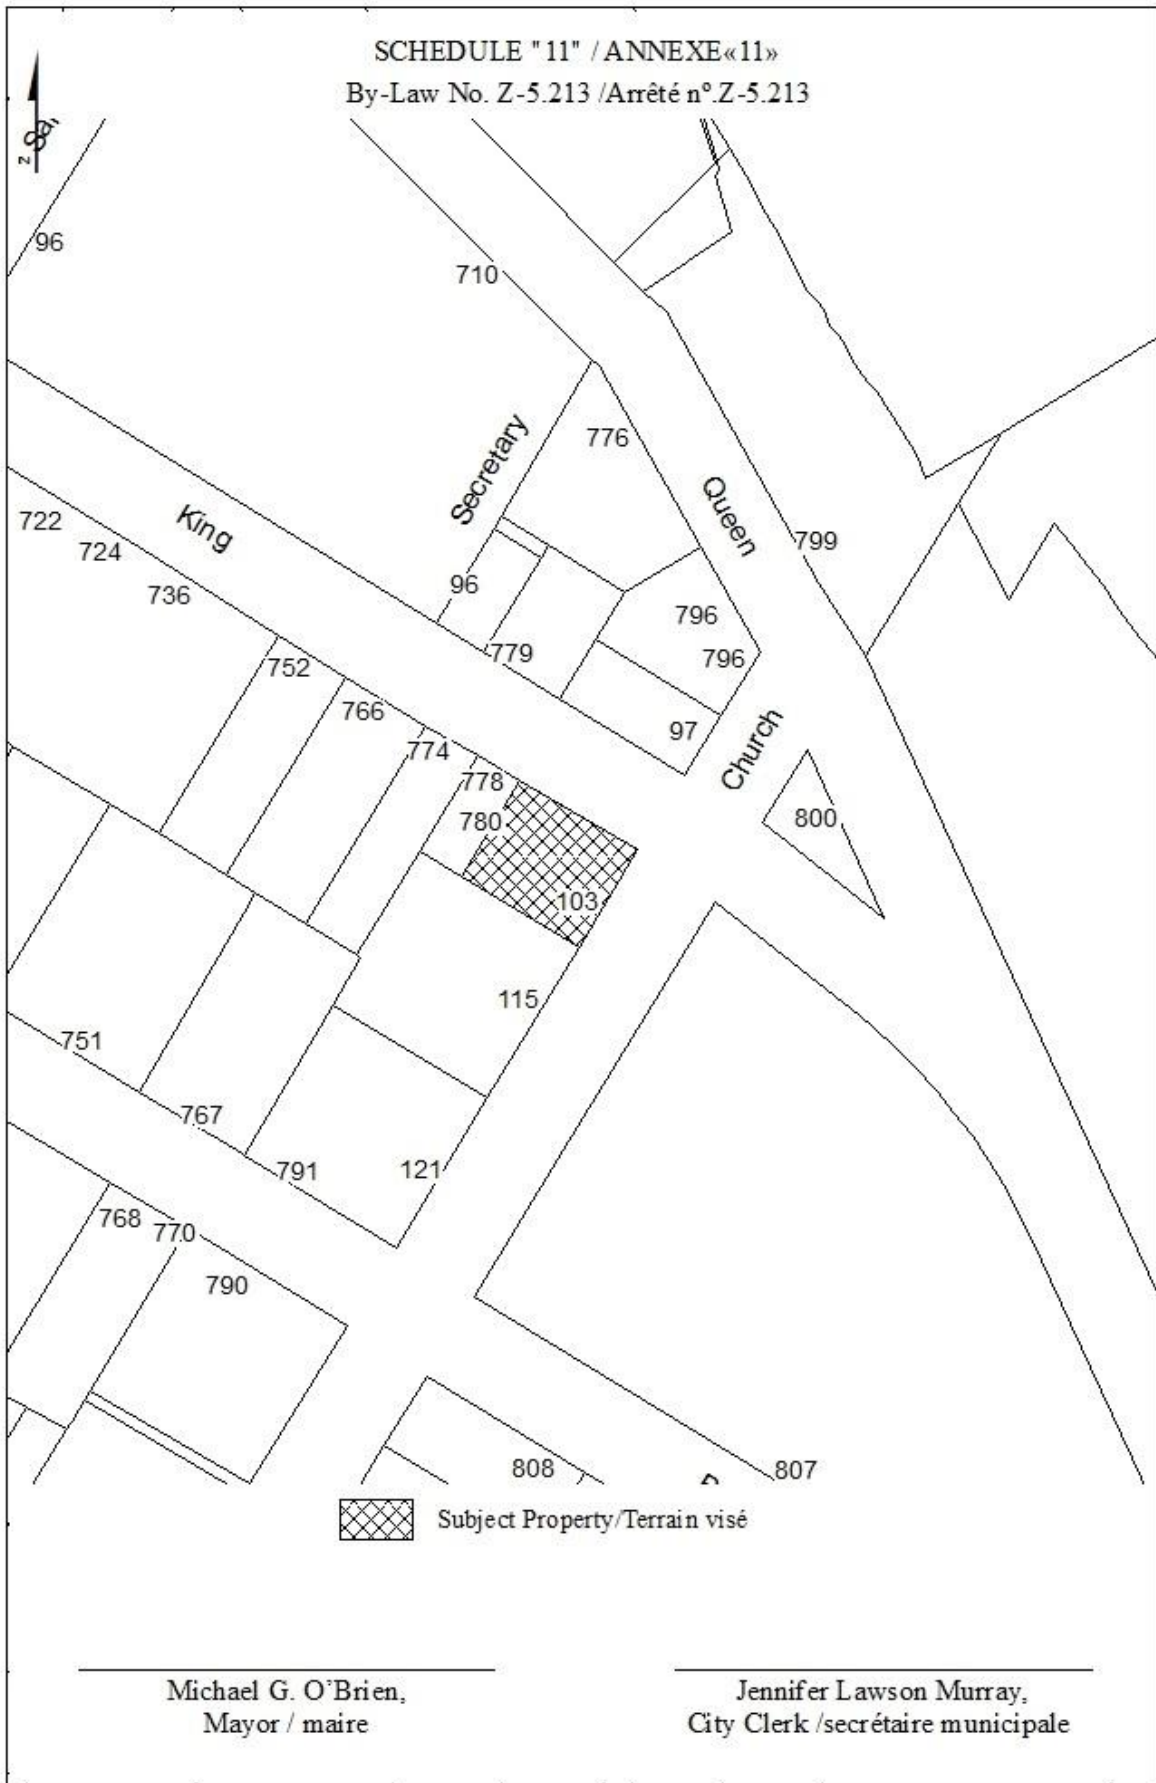 SCHEDULE "11" / ANNEXE«11»
By-Law No. Z-5.213 /Arrêté nº.Z-5.213
96
710
Secretary
776
Queen
799
722
724
736
King
96
779
796
796
97
Church
752
766
774
778
780
800
103
115
751
767
791
121
768
770
790
808
807
Subject Property/Terrain visé
Michael G. O'Brien,
Mayor / maire
Jennifer Lawson Murray,
City Clerk /secrétaire municipale